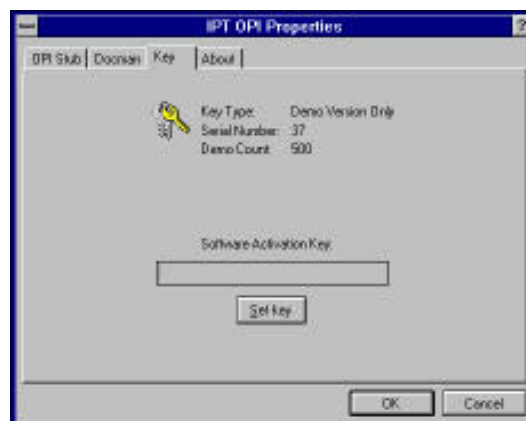 IPT OPI Properties
?
OPI Stub Docman Key About
Key Type: Demo Version Only
Serial Number: 37
Demo Count: 500
Software Activation Key:
Set key
OK Cancel